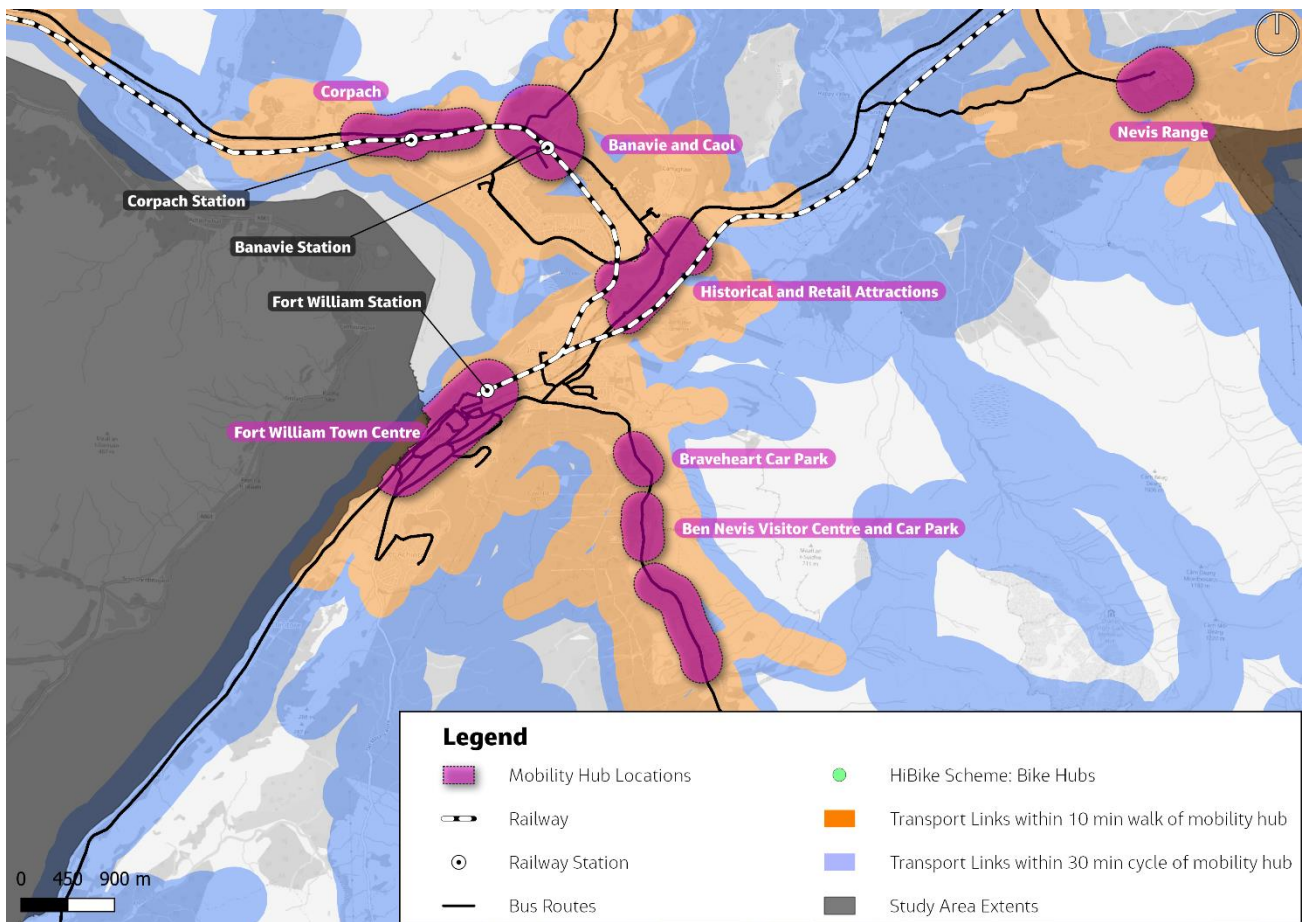 Corpach
Banavie and Caol
Nevis Range
Corpach Station
Banavie Station
Fort William Station
Historical and Retail Attractions
Fort William Town Centre
Braveheart Car Park
Ben Nevis Visitor Centre and Car Park
Legend
Mobility Hub Locations
Railway
Railway Station
Bus Routes
HiBike Scheme: Bike Hubs
Transport Links within 10 min walk of mobility hub
Transport Links within 30 min cycle of mobility hub
Study Area Extents
0 450 900 m